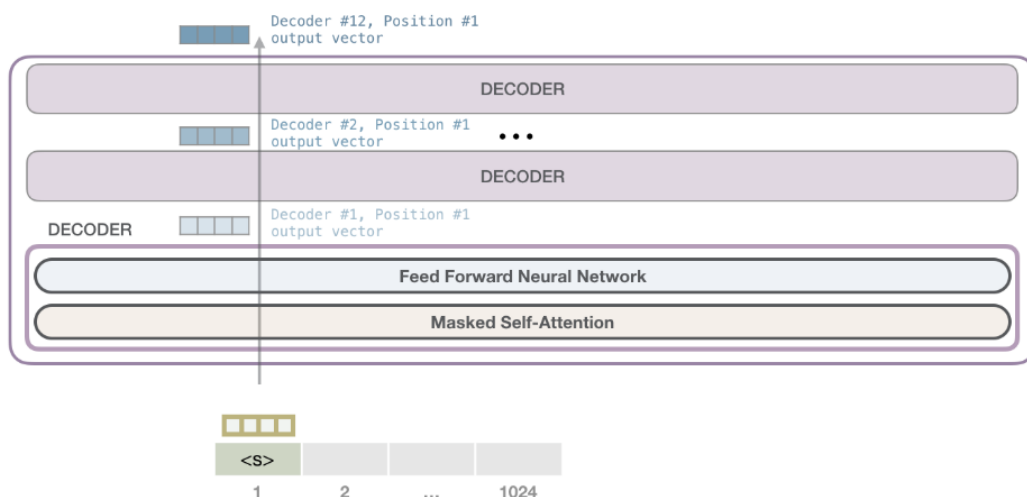 Decoder #12, Position #1
output vector
DECODER
Decoder #2, Position #1
output vector
...
DECODER
Decoder #1, Position #1
output vector
DECODER
Feed Forward Neural Network
Masked Self-Attention
<S>
1 2 ... 1024